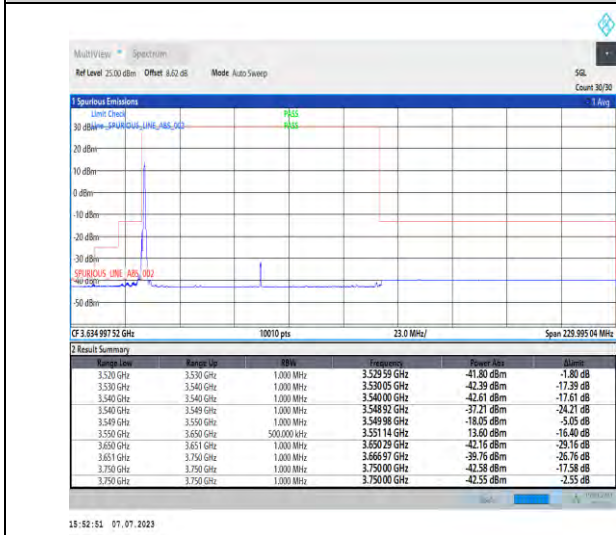 MultiView Spectrum
Ref Level 25.00 dBm Offset 8.62 dB Mode Auto Sweep SGL
Count 30/30
1 Spurious Emissions 1 Avg
Limit Check PASS
30 dBm Line _SPURIOUS_LINE_ABS_002 PASS
20 dBm
10 dBm
0 dBm
-10 dBm
-20 dBm
-30 dBm
SPURIOUS_LINE_ABS_002
-40 dBm
-50 dBm
CF 3.634 997 52 GHz 10010 pts 23.0 MHz/ Span 229.995 04 MHz
2 Result Summary
Range Low Range Up RBW Frequency Power Abs ΔLimit
3.520 GHz 3.530 GHz 1.000 MHz 3.529 59 GHz -41.80 dBm -1.80 dB
3.530 GHz 3.540 GHz 1.000 MHz 3.530 05 GHz -42.39 dBm -17.39 dB
3.540 GHz 3.540 GHz 1.000 MHz 3.540 00 GHz -42.61 dBm -17.61 dB
3.540 GHz 3.549 GHz 1.000 MHz 3.548 92 GHz -37.21 dBm -24.21 dB
3.549 GHz 3.550 GHz 1.000 MHz 3.549 98 GHz -18.05 dBm -5.05 dB
3.550 GHz 3.650 GHz 500.000 kHz 3.551 14 GHz 13.60 dBm -16.40 dB
3.650 GHz 3.651 GHz 1.000 MHz 3.650 29 GHz -42.16 dBm -29.16 dB
3.651 GHz 3.750 GHz 1.000 MHz 3.666 97 GHz -39.76 dBm -26.76 dB
3.750 GHz 3.750 GHz 1.000 MHz 3.750 00 GHz -42.58 dBm -17.58 dB
3.750 GHz 3.750 GHz 1.000 MHz 3.750 00 GHz -42.55 dBm -2.55 dB
15:52:51 07.07.2023